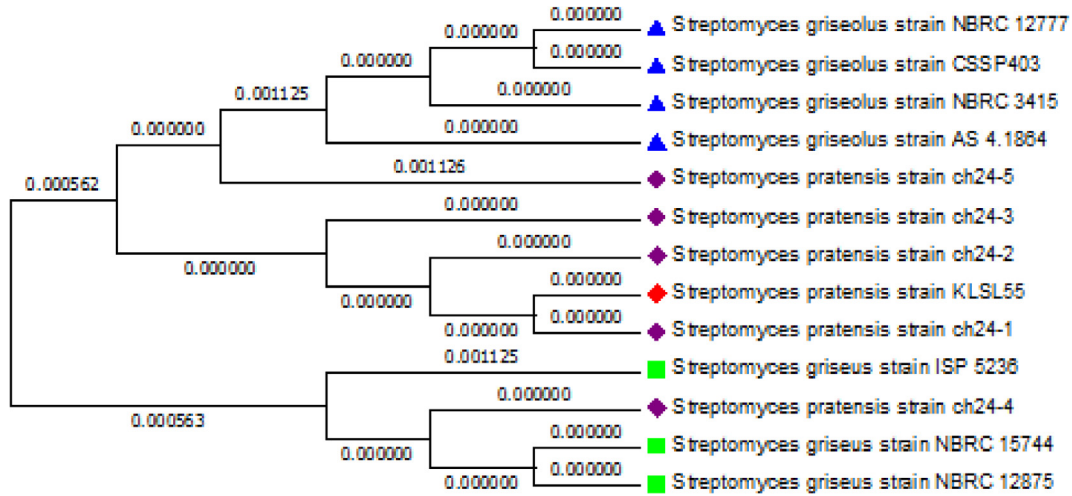 0.000000
Streptomyces griseolus strain NBRC 12777
0.000000
0.000000
Streptomyces griseolus strain CSSP403
0.000000
0.000000
Streptomyces griseolus strain NBRC 3415
0.001125
0.000000
Streptomyces griseolus strain AS 4.1864
0.000000
0.001126
Streptomyces pratensis strain ch24-5
0.000562
0.000000
Streptomyces pratensis strain ch24-3
0.000000
Streptomyces pratensis strain ch24-2
0.000000
0.000000
Streptomyces pratensis strain KLSL55
0.000000
0.000000
0.000000
Streptomyces pratensis strain ch24-1
0.001125
Streptomyces griseus strain ISP 5236
0.000563
0.000000
Streptomyces pratensis strain ch24-4
0.000000
Streptomyces griseus strain NBRC 15744
0.000000
0.000000
0.000000
Streptomyces griseus strain NBRC 12875